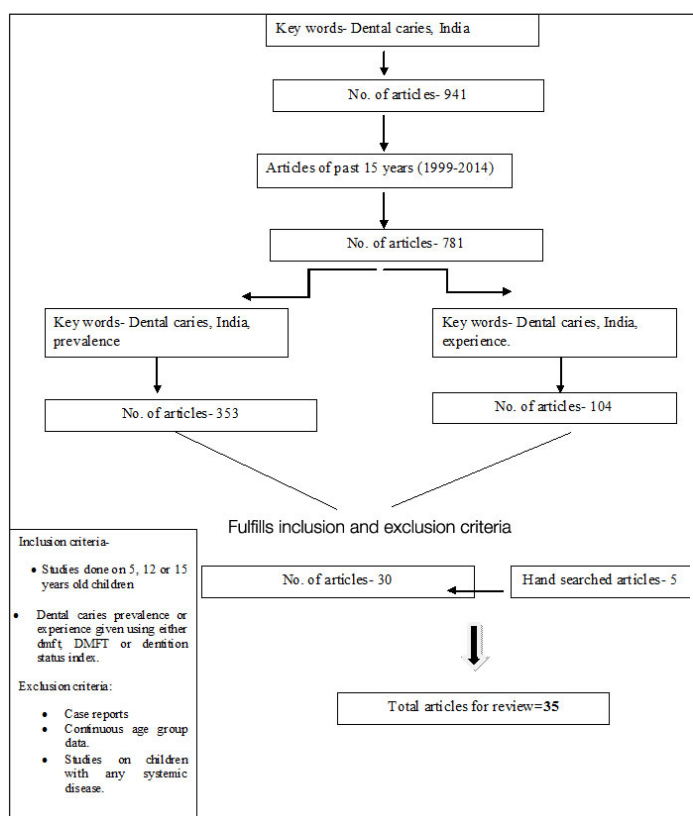 Key words- Dental caries, India
No. of articles- 941
Articles of past 15 years (1999-2014)
No. of articles- 781
Key words- Dental caries, India,
prevalence
Key words- Dental caries, India,
experience.
No. of articles- 353
No. of articles- 104
Fulfills inclusion and exclusion criteria
Inclusion criteria-
• Studies done on 5, 12 or 15
years old children
• Dental caries prevalence or
experience given using either
dmft, DMFT or dentition
status index.
Exclusion criteria:
• Case reports
• Continuous age group
data.
• Studies on children
with any systemic
disease.
No. of articles- 30
Hand searched articles- 5
Total articles for review=35